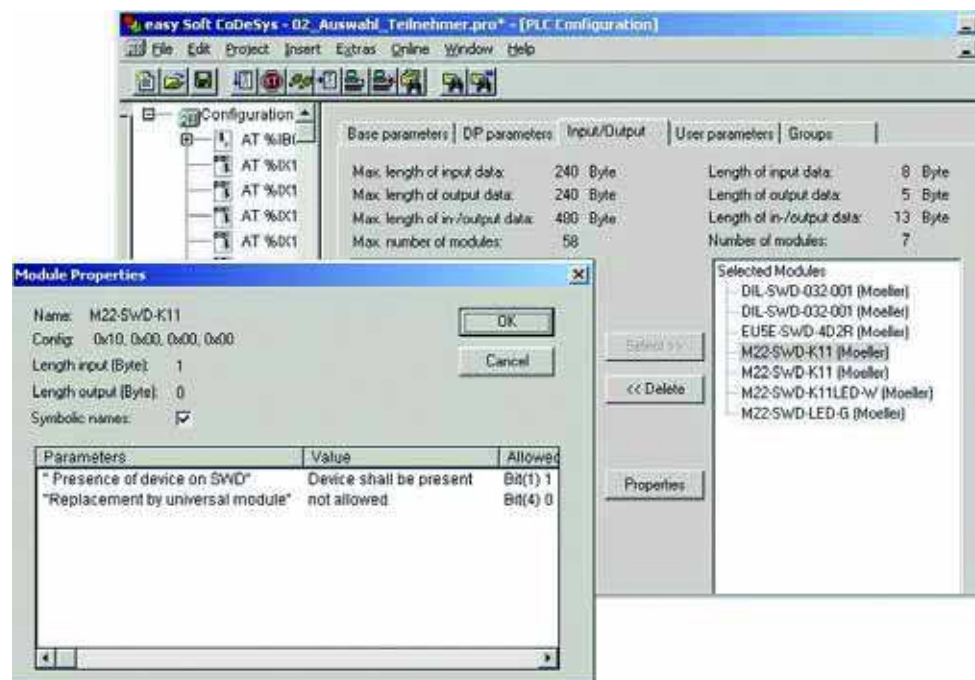 easy Soft CoDeSys - 02_Auswahl_Teilnehmer.pro* - [PLC Configuration]
File Edit Project Insert Extras Online Window Help
Configuration
AT %IB(
AT %IX1
AT %IX1
AT %IX1
AT %IX1
Base parameters DP parameters Input/Output User parameters Groups
Max. length of input data: 240 Byte Length of input data: 8 Byte
Max. length of output data: 240 Byte Length of output data: 5 Byte
Max. length of in-/output data: 480 Byte Length of in-/output data: 13 Byte
Max. number of modules: 58 Number of modules: 7
Selected Modules
DIL-SWD-032-001 (Moeller)
DIL-SWD-032-001 (Moeller)
EU5E-SWD-4D2R (Moeller)
M22-SWD-K11 (Moeller)
M22-SWD-K11 (Moeller)
M22-SWD-K11LED-W (Moeller)
M22-SWD-LED-G (Moeller)
Select >>
<< Delete
Properties
Module Properties
Name: M22-SWD-K11
Config: 0x10, 0x00, 0x00, 0x00
Length input (Byte): 1
Length output (Byte): 0
Symbolic names:
OK
Cancel
Parameters Value Allowed
" Presence of device on SWD" Device shall be present Bit(1) 1
"Replacement by universal module" not allowed Bit(4) 0